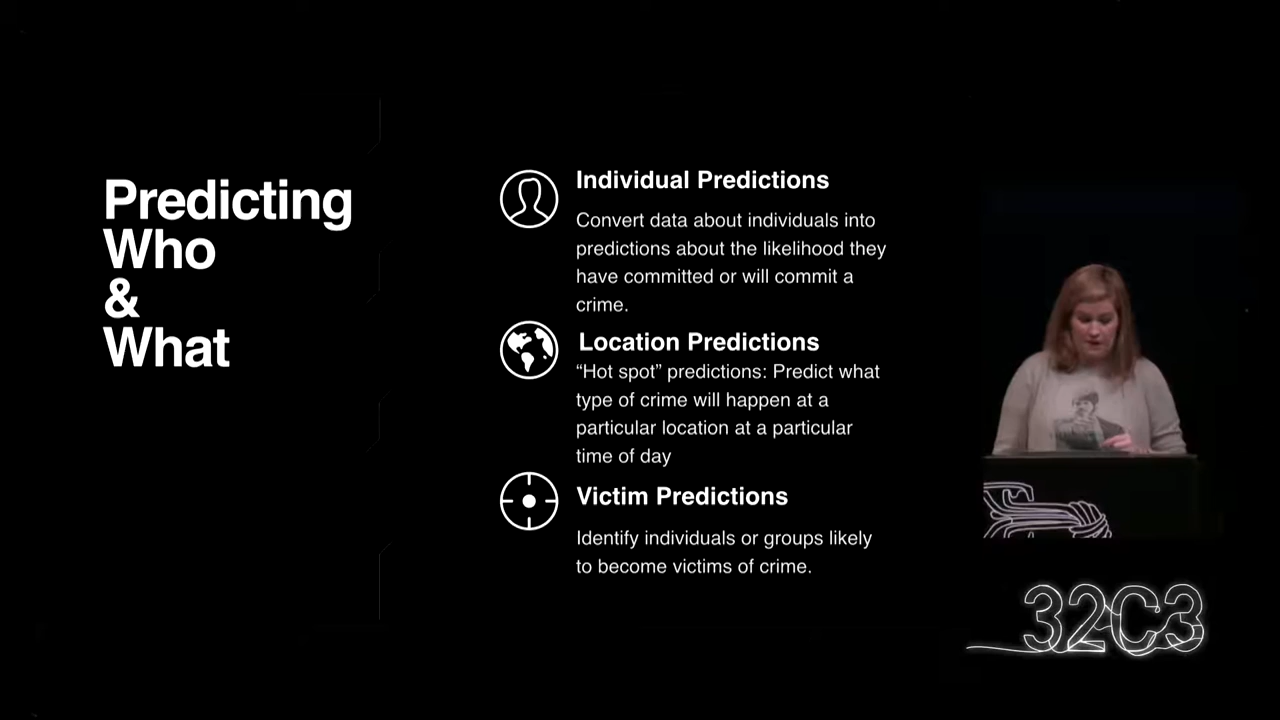 Predicting
Who
&
What
Individual Predictions
Convert data about individuals into
predictions about the likelihood they
have committed or will commit a
crime.
Location Predictions
“Hot spot” predictions: Predict what
type of crime will happen at a
particular location at a particular
time of day
Victim Predictions
Identify individuals or groups likely
to become victims of crime.
32C3